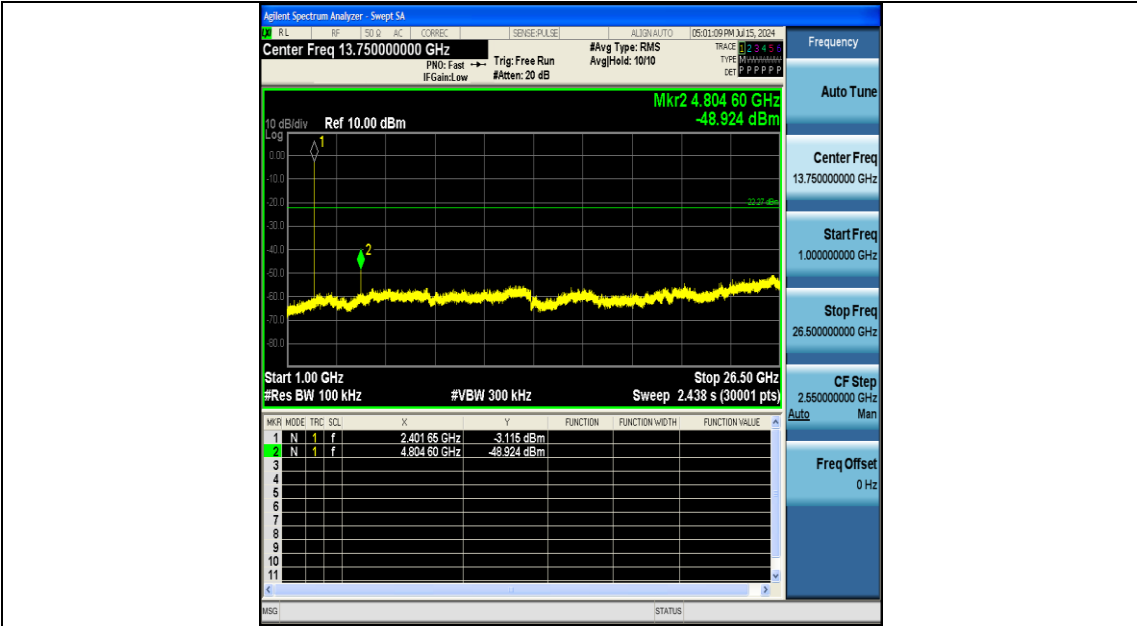 Agilent Spectrum Analyzer - Swept SA
RL RF 50 Ω AC CORREC SENSE:PULSE ALIGN AUTO 05:01:09 PM Jul 15, 2024
Center Freq 13.750000000 GHz
PNO: Fast
IFGain:Low
Trig: Free Run
#Atten: 20 dB
#Avg Type: RMS
Avg|Hold: 10/10
TRACE 1 2 3 4 5 6
TYPE M
DET P P P P P P
Mkr2 4.804 60 GHz
-48.924 dBm
10 dB/div Ref 10.00 dBm
Log
0.00
-10.0
-20.0
-30.0
-40.0
-50.0
-60.0
-70.0
-80.0
1
2
-22.27 dBm
Start 1.00 GHz Stop 26.50 GHz
#Res BW 100 kHz #VBW 300 kHz Sweep 2.438 s (30001 pts)
MKR MODE TRC SCL X Y FUNCTION FUNCTION WIDTH FUNCTION VALUE
1 N 1 f 2.401 65 GHz -3.115 dBm
2 N 1 f 4.804 60 GHz -48.924 dBm
3
4
5
6
7
8
9
10
11
MSG STATUS
Frequency
Auto Tune
Center Freq
13.750000000 GHz
Start Freq
1.000000000 GHz
Stop Freq
26.500000000 GHz
CF Step
2.550000000 GHz
Auto Man
Freq Offset
0 Hz